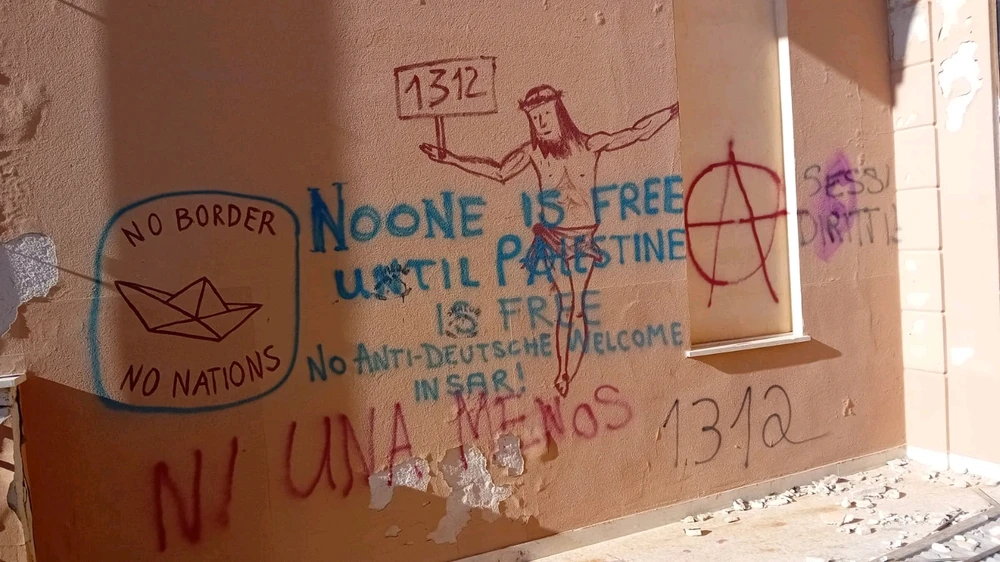 1312
NO BORDER
NO NATIONS
NOONE IS FREE
UNTIL PALESTINE
IS FREE
NO ANTI-DEUTSCHE WELCOME
IN SAR!
NI UNA MENOS
1312
A
SESSI